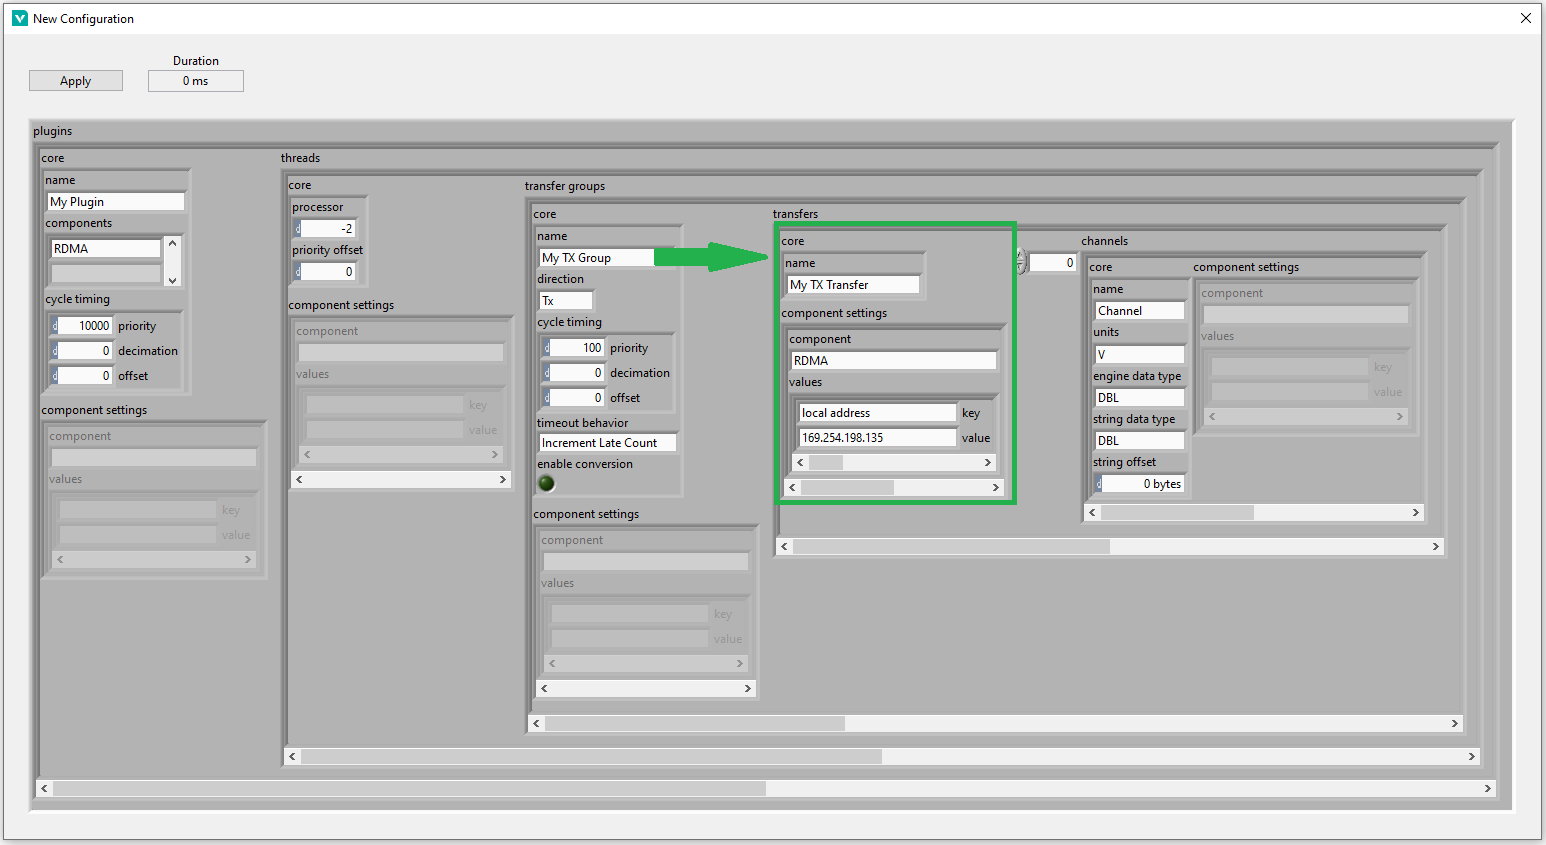 New Configuration
Apply
Duration
0 ms
plugins
core
name
My Plugin
components
RDMA
cycle timing
d 10000 priority
d 0 decimation
d 0 offset
component settings
component
values
key
value
threads
core
processor
d -2
priority offset
d 0
component settings
component
values
key
value
transfer groups
core
name
My TX Group
direction
Tx
cycle timing
d 100 priority
d 0 decimation
d 0 offset
timeout behavior
Increment Late Count
enable conversion
component settings
component
values
key
value
transfers
core
name
My TX Transfer
component settings
component
RDMA
values
local address key
169.254.198.135 value
0
channels
core
name
Channel
units
V
engine data type
DBL
string data type
DBL
string offset
d 0 bytes
component settings
component
values
key
value